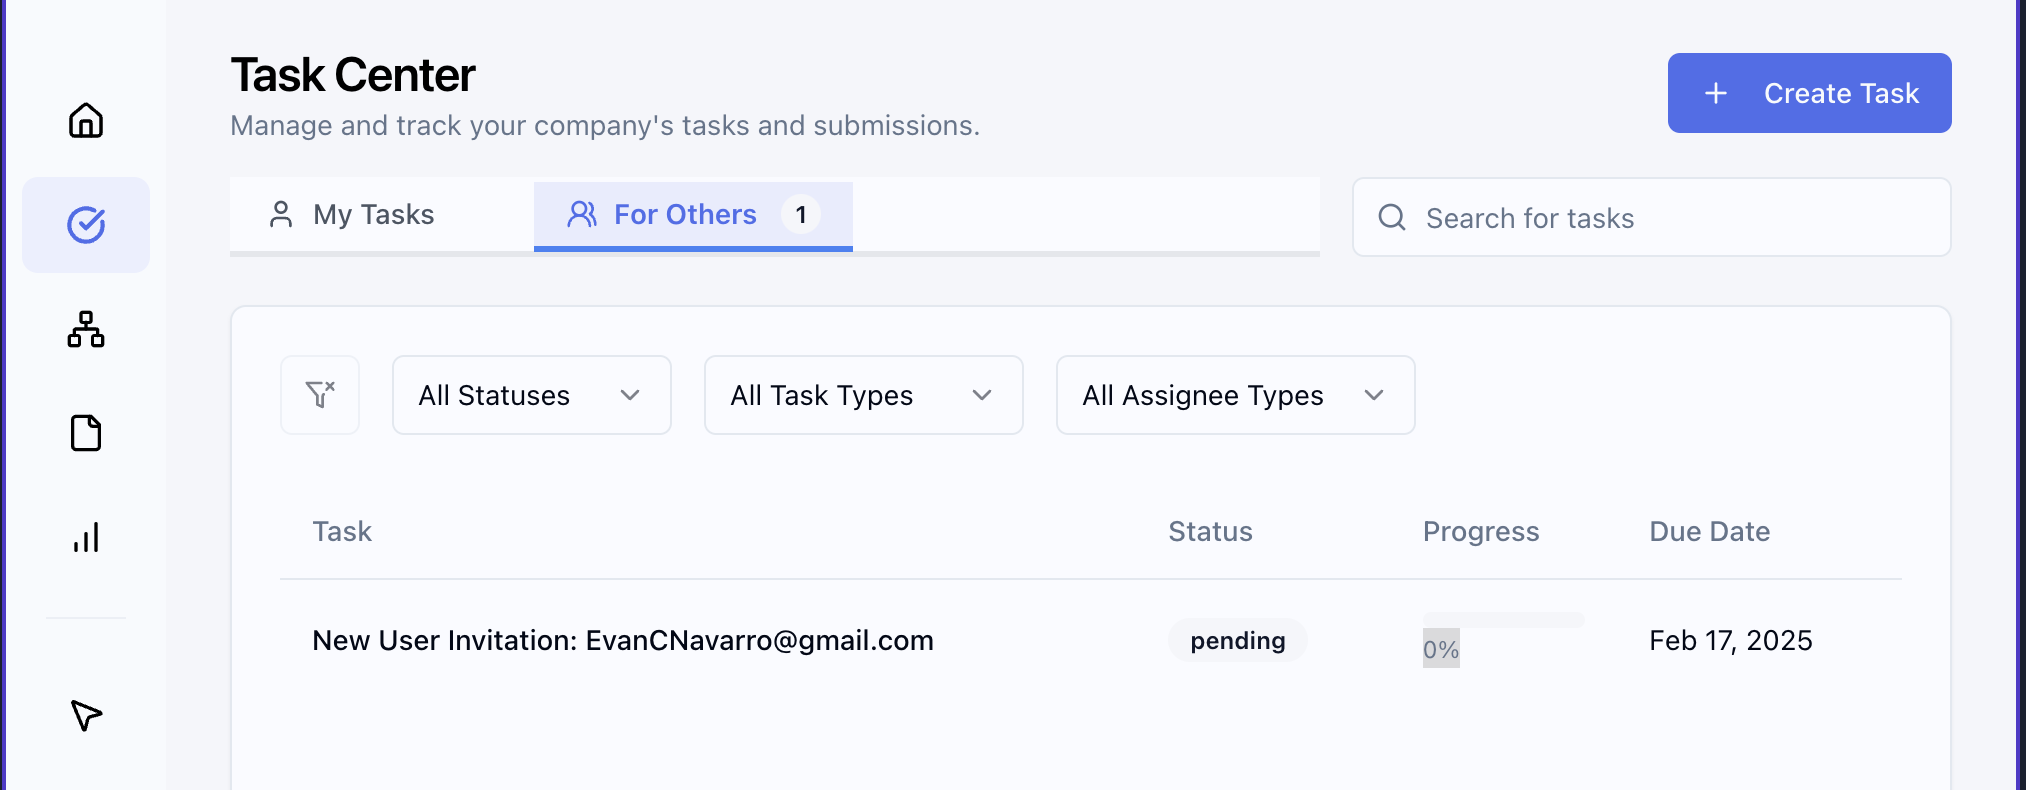 Task Center
Manage and track your company's tasks and submissions.
Create Task
My Tasks
For Others 1
Search for tasks
All Statuses
All Task Types
All Assignee Types
Task Status Progress Due Date
New User Invitation: EvanCNavarro@gmail.com pending 0% Feb 17, 2025